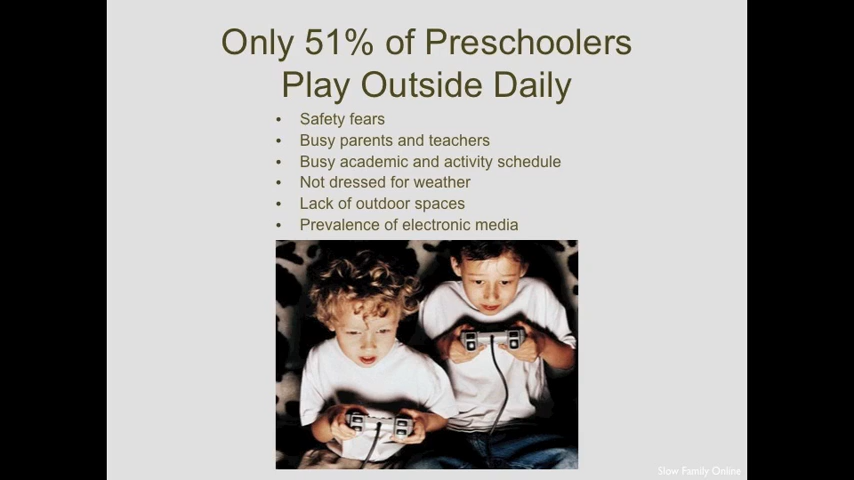 Only 51% of Preschoolers
Play Outside Daily
• Safety fears
• Busy parents and teachers
• Busy academic and activity schedule
• Not dressed for weather
• Lack of outdoor spaces
• Prevalence of electronic media
Slow Family Online